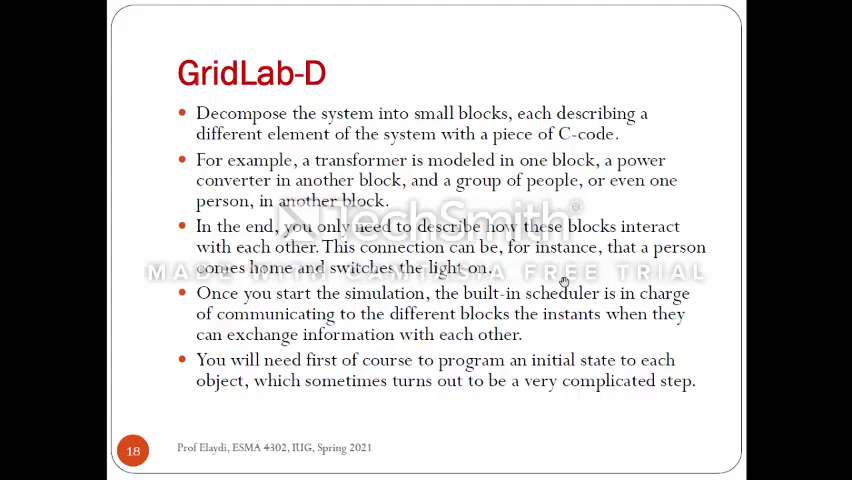 GridLab-D
• Decompose the system into small blocks, each describing a
different element of the system with a piece of C-code.
• For example, a transformer is modeled in one block, a power
converter in another block, and a group of people, or even one
person, in another block.
TechSmith®
• In the end, you only need to describe how these blocks interact
with each other. This connection can be, for instance, that a person
MADE WITH CAMTASIA FREE TRIAL
comes home and switches the light on.
• Once you start the simulation, the built-in scheduler is in charge
of communicating to the different blocks the instants when they
can exchange information with each other.
• You will need first of course to program an initial state to each
object, which sometimes turns out to be a very complicated step.
18
Prof Elaydi, ESMA 4302, IUG, Spring 2021